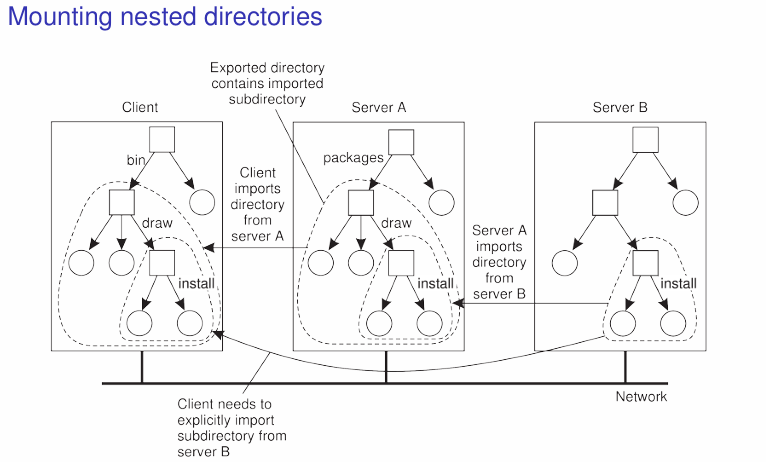 Mounting nested directories
Exported directory
contains imported
subdirectory
Client
Server A
Server B
bin
packages
Client
imports
directory
from
server A
draw
draw
Server A
imports
directory
from
server B
install
install
install
Network
Client needs to
explicitly import
subdirectory from
server B